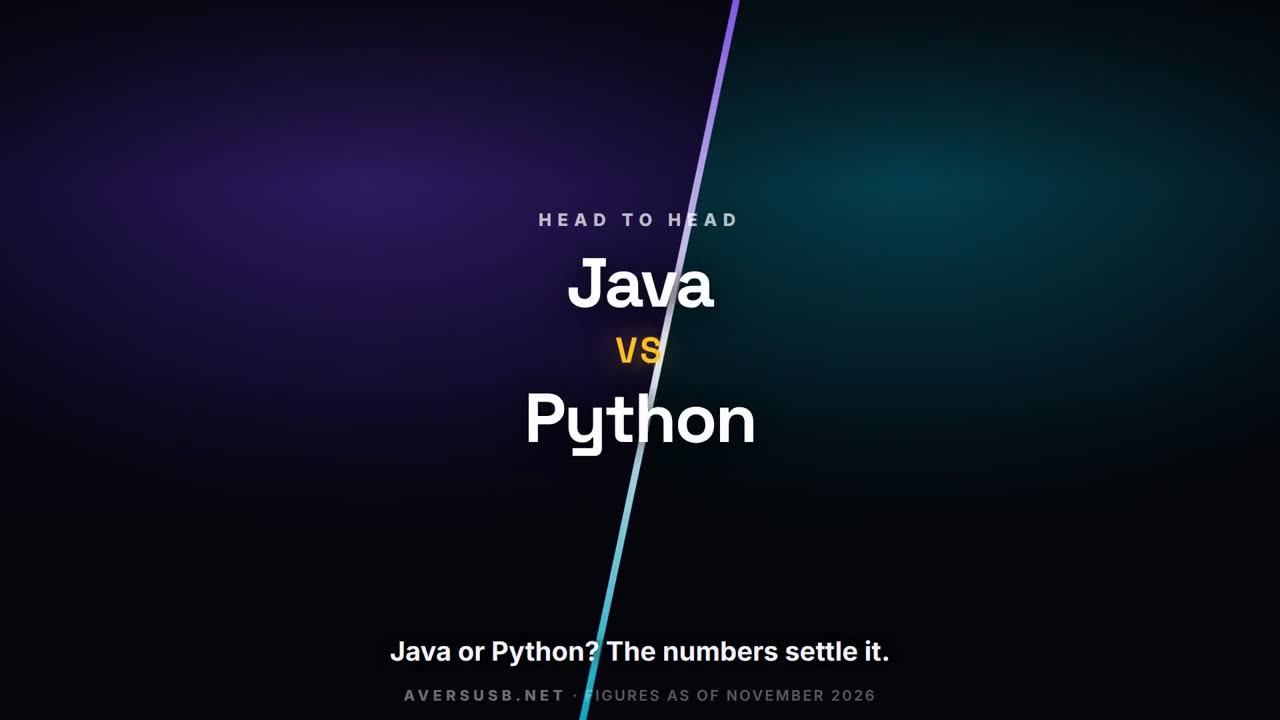 HEAD TO HEAD
Java
VS
Python
Java or Python? The numbers settle it.
AVERSUSB.NET · FIGURES AS OF NOVEMBER 2026